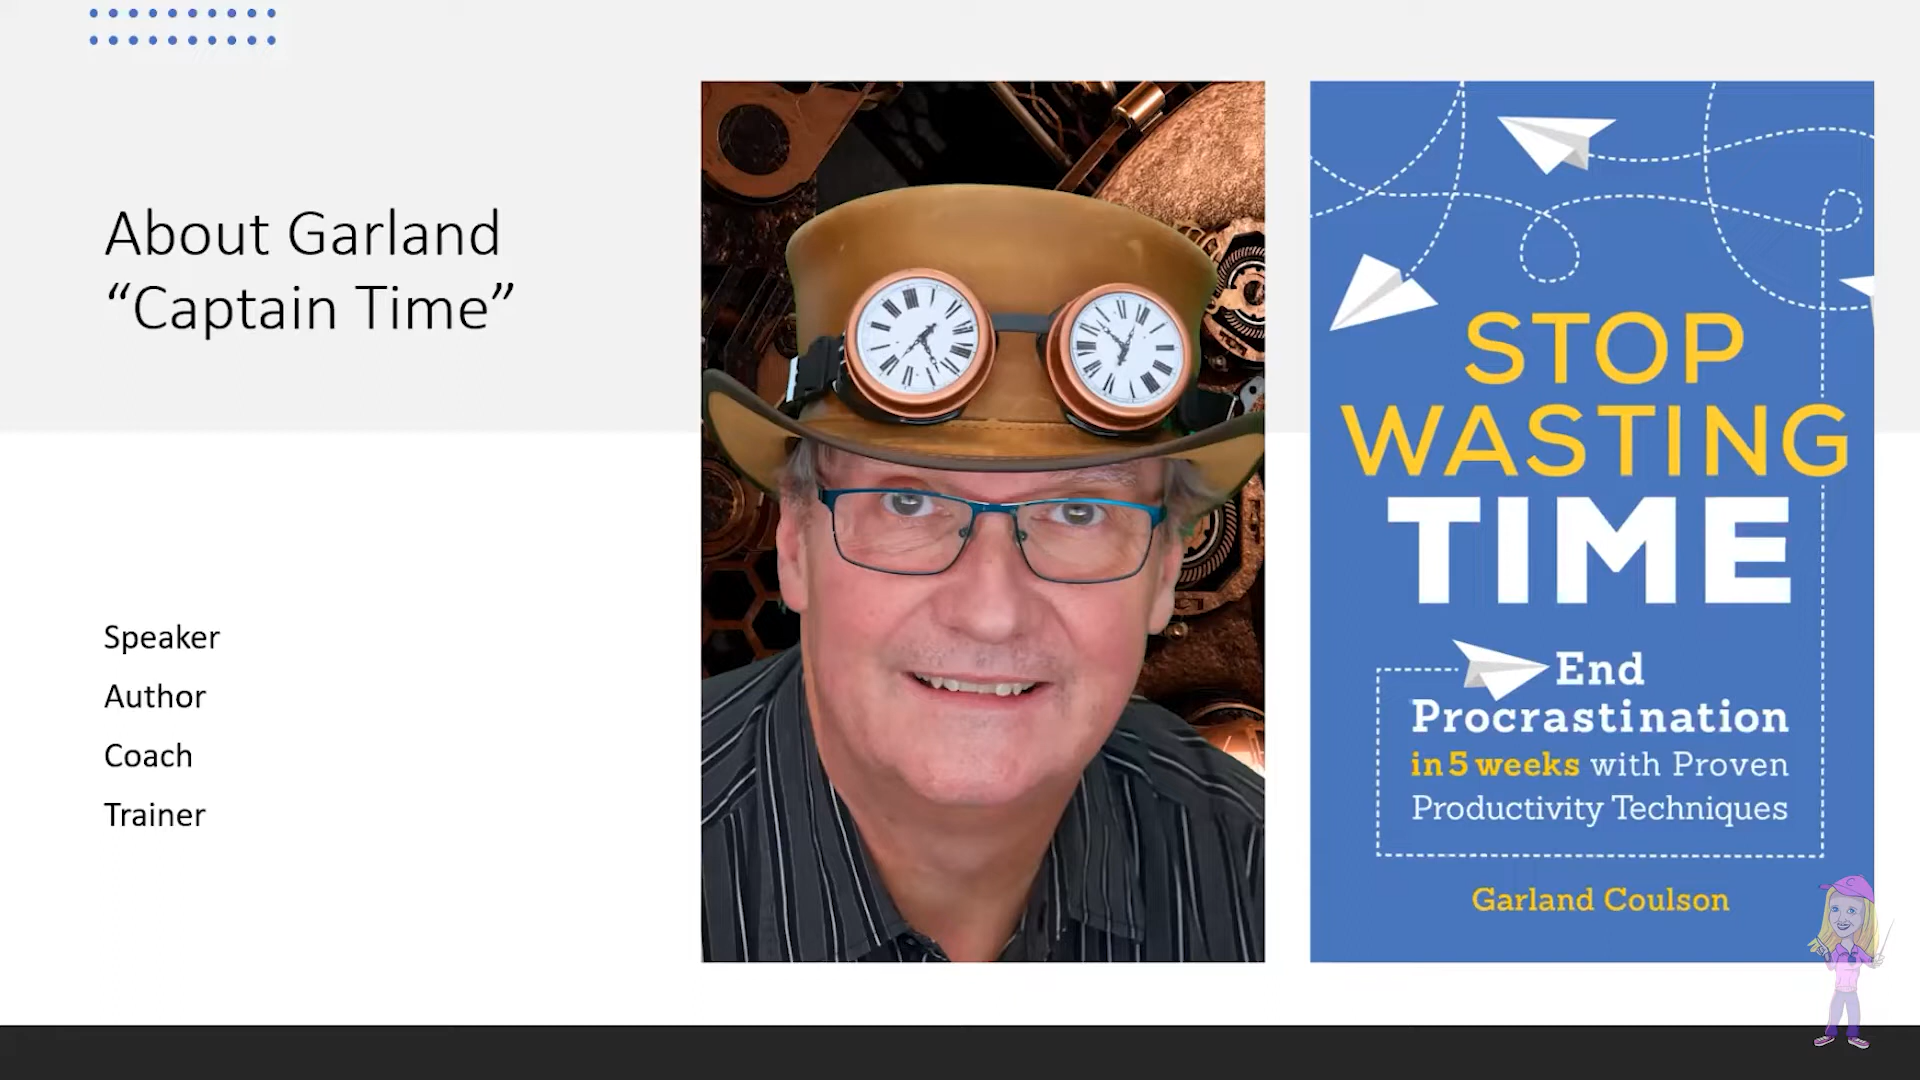 About Garland
“Captain Time”
Speaker
Author
Coach
Trainer
STOP
WASTING
TIME
End
Procrastination
in 5 weeks with Proven
Productivity Techniques
Garland Coulson